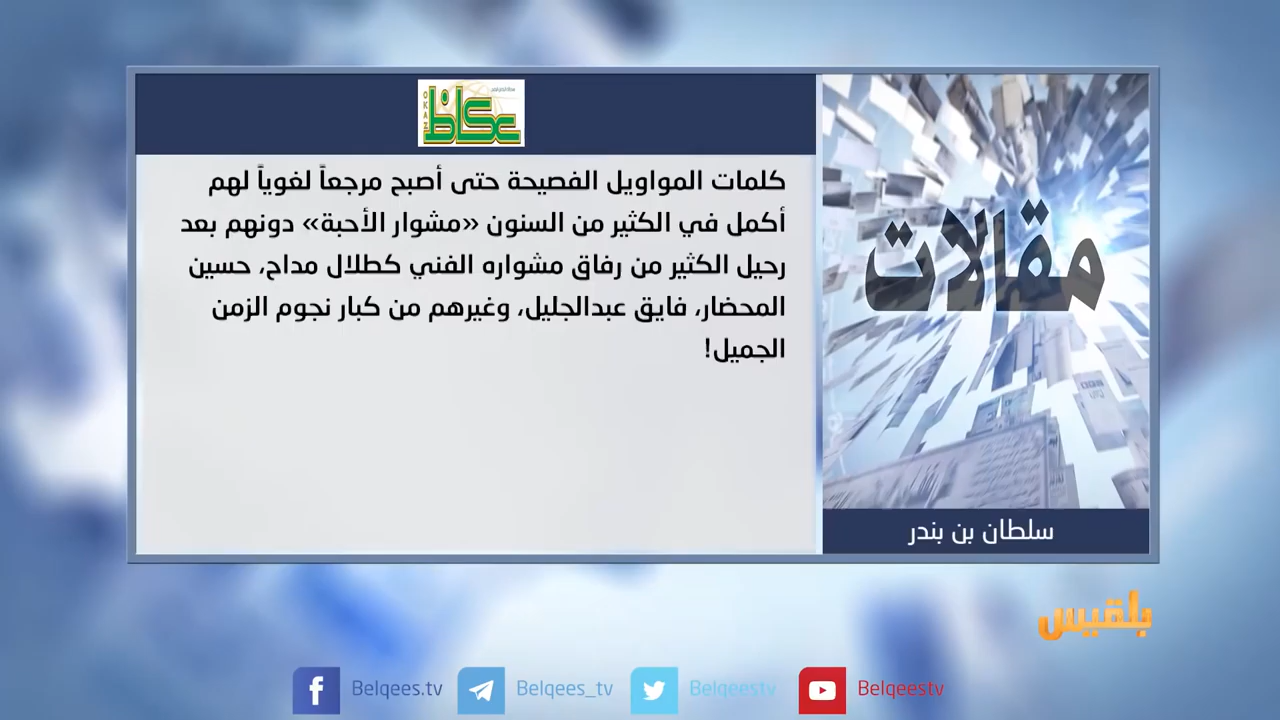 عكاظ
OKAZ
كلمات المواويل الفصيحة حتى أصبح مرجعاً لغوياً لهم
أكمل في الكثير من السنون «مشوار الأحبة» دونهم بعد
رحيل الكثير من رفاق مشواره الفني كطلال مداح، حسين
المحضار، فايق عبدالجليل، وغيرهم من كبار نجوم الزمن
الجميل!
مقالات
سلطان بن بندر
بلقيس
Belqees.tv
Belqees_tv
Belqeestv
Belqeestv